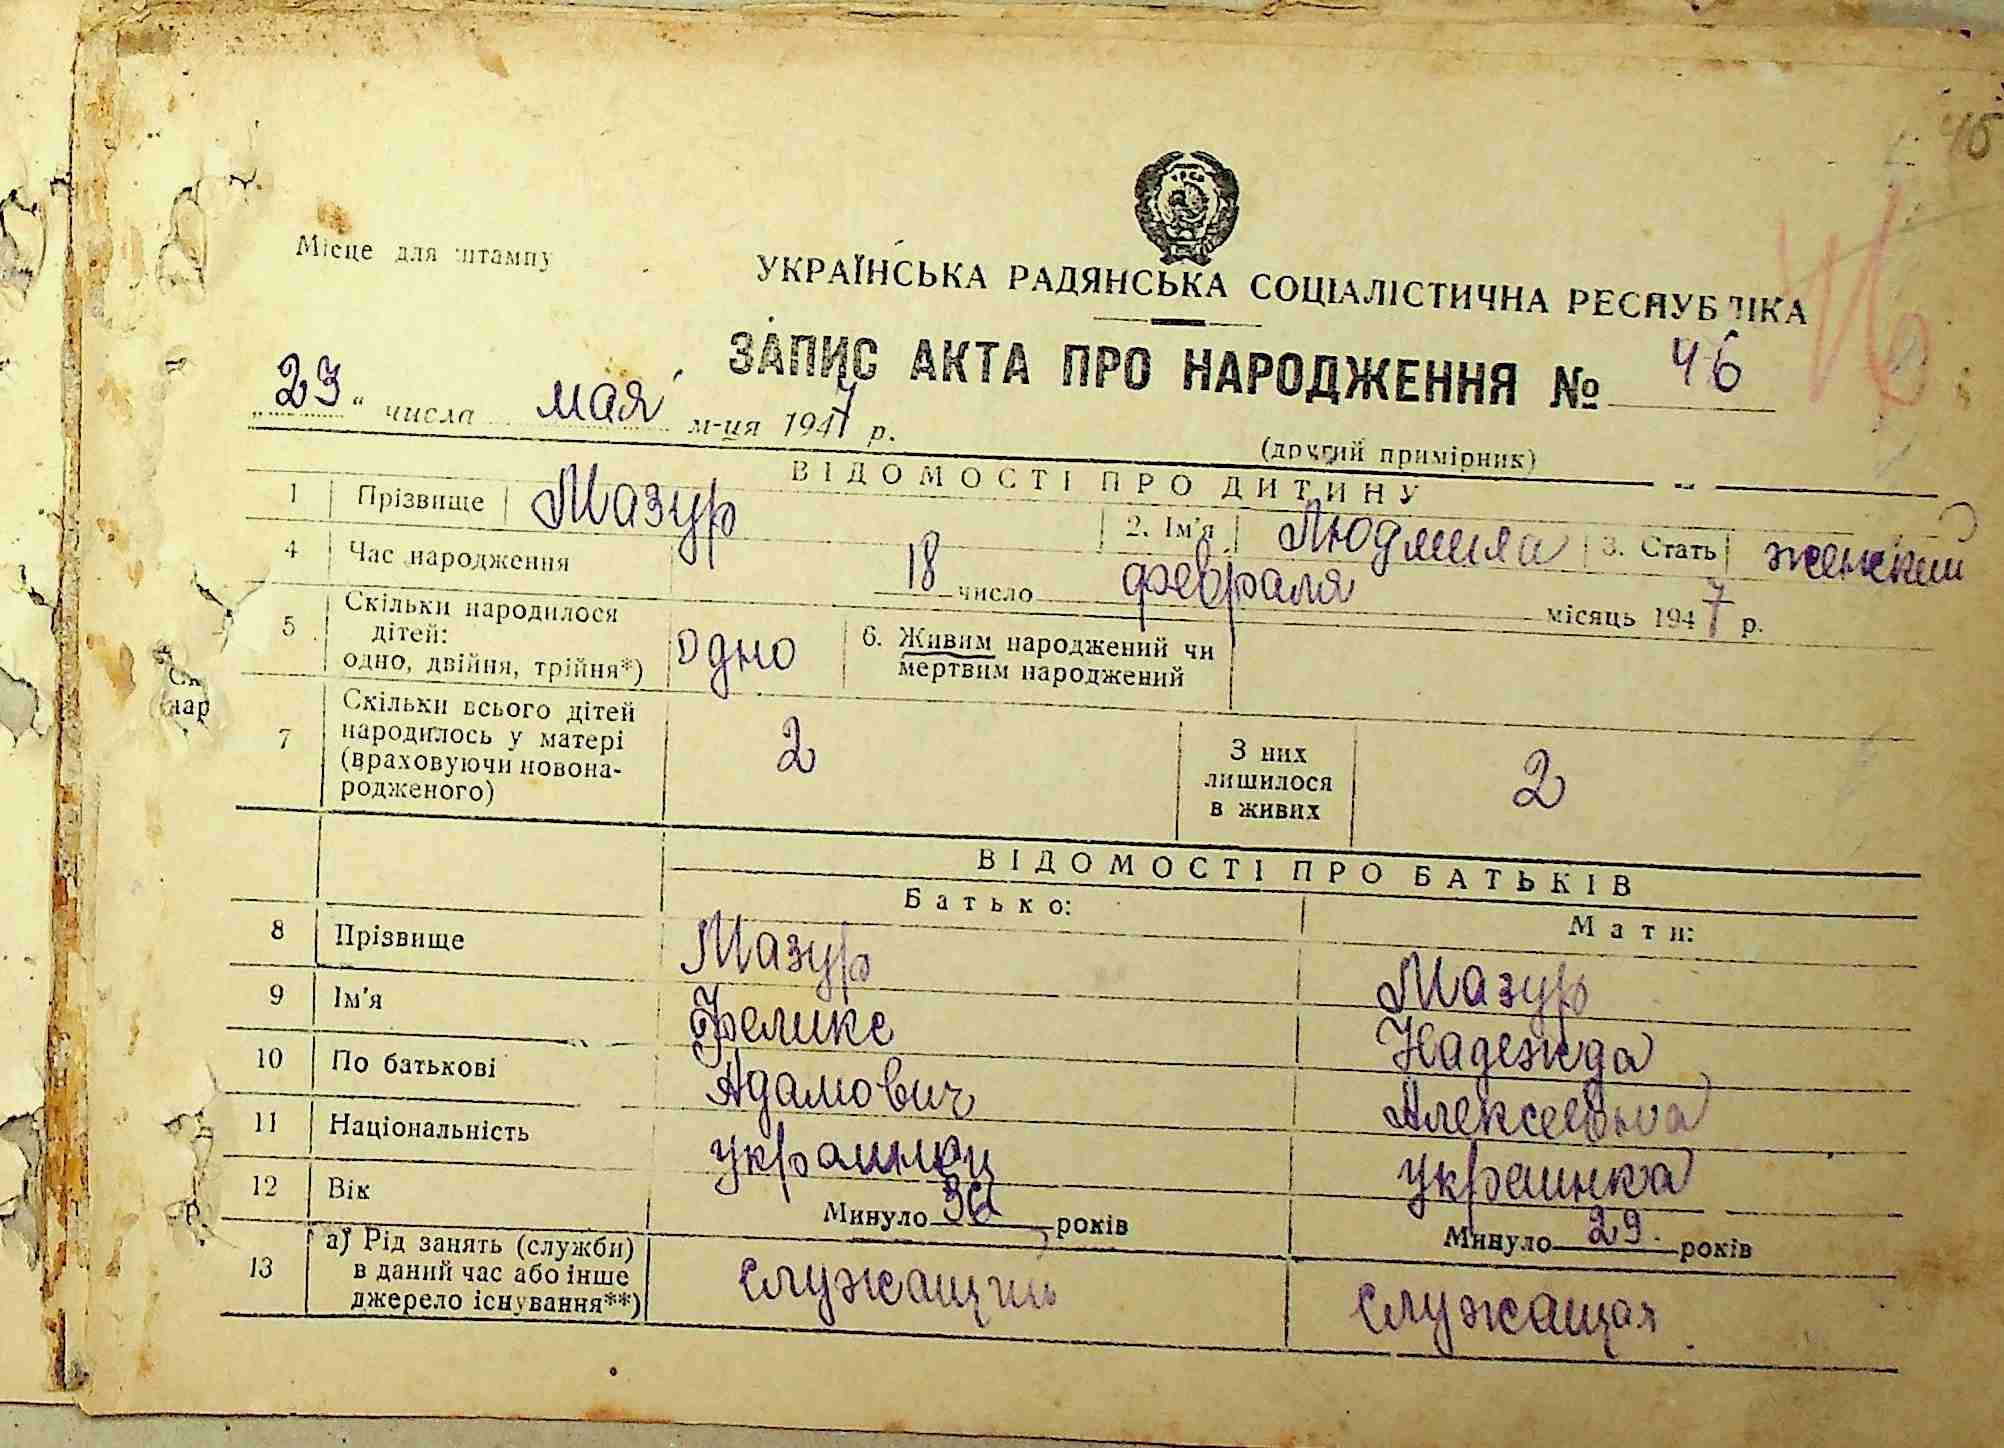 45
Місце для штампу
УРСР
УКРАЇНСЬКА РАДЯНСЬКА СОЦІАЛІСТИЧНА РЕСПУБЛІКА
ЗАПИС АКТА ПРО НАРОДЖЕННЯ № 46
46
„23“ числа мая м-ця 1947 р.
(другий примірник)
ВІДОМОСТІ ПРО ДИТИНУ
1 Прізвище Мазур 2. Ім'я Людмила 3. Стать женский
4 Час народження 18 число февраля місяць 1947 р.
5 Скільки народилося
дітей:
одно, двійня, трійня*) одно 6. Живим народжений чи
мертвим народжений
7 Скільки всього дітей
народилось у матері
(враховуючи новона-
родженого) 2 З них
лишилося
в живих 2
ВІДОМОСТІ ПРО БАТЬКІВ
Батько: Мати:
8 Прізвище Мазур Мазур
9 Ім'я Феликс Надежда
10 По батькові Адамович Алексеевна
11 Національність украинец украинка
12 Вік Минуло років Минуло 29 років
13 а) Рід занять (служби)
в даний час або інше
джерело існування**) служащий служащая
нар